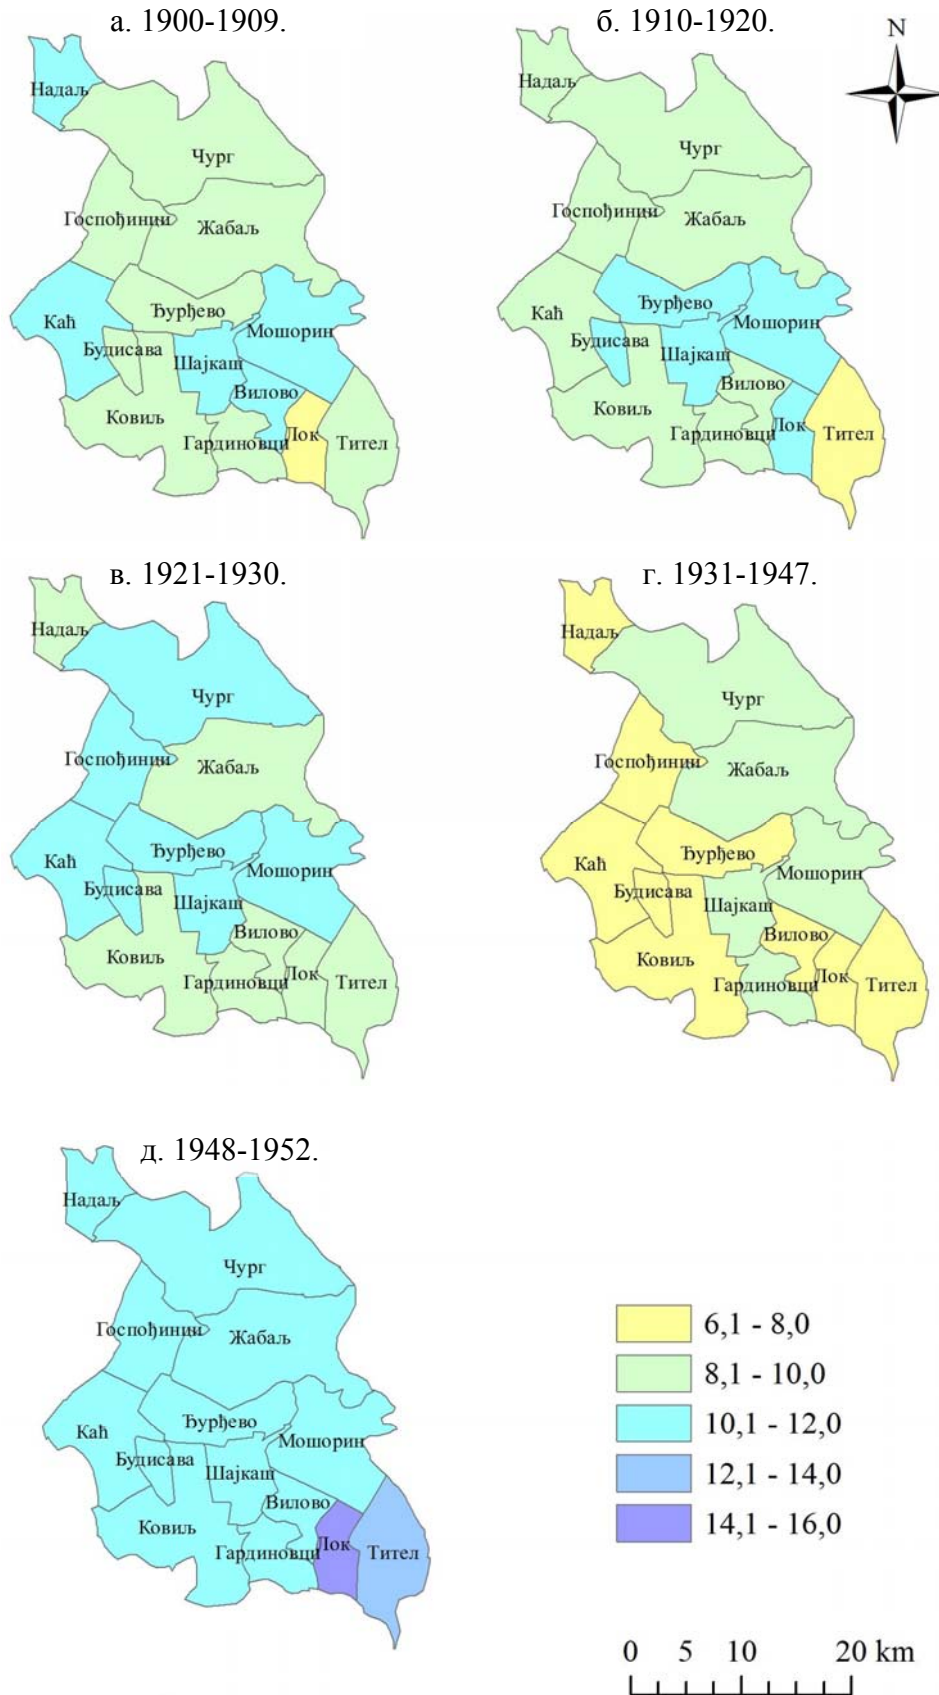 а. 1900-1909.
Надаљ
Чург
Госпођинци
Жабаљ
Каћ
Ђурђево
Мошорин
Будисава
Шајкаш
Вилово
Ковиљ
Гардиновци
Лок
Тител
б. 1910-1920.
N
Надаљ
Чург
Госпођинци
Жабаљ
Каћ
Ђурђево
Мошорин
Будисава
Шајкаш
Вилово
Ковиљ
Гардиновци
Лок
Тител
в. 1921-1930.
Надаљ
Чург
Госпођинци
Жабаљ
Каћ
Ђурђево
Мошорин
Будисава
Шајкаш
Вилово
Ковиљ
Гардиновци
Лок
Тител
г. 1931-1947.
Надаљ
Чург
Госпођинци
Жабаљ
Каћ
Ђурђево
Мошорин
Будисава
Шајкаш
Вилово
Ковиљ
Гардиновци
Лок
Тител
д. 1948-1952.
Надаљ
Чург
Госпођинци
Жабаљ
Каћ
Ђурђево
Мошорин
Будисава
Шајкаш
Вилово
Ковиљ
Гардиновци
Лок
Тител
6,1 - 8,0
8,1 - 10,0
10,1 - 12,0
12,1 - 14,0
14,1 - 16,0
0 5 10 20 km